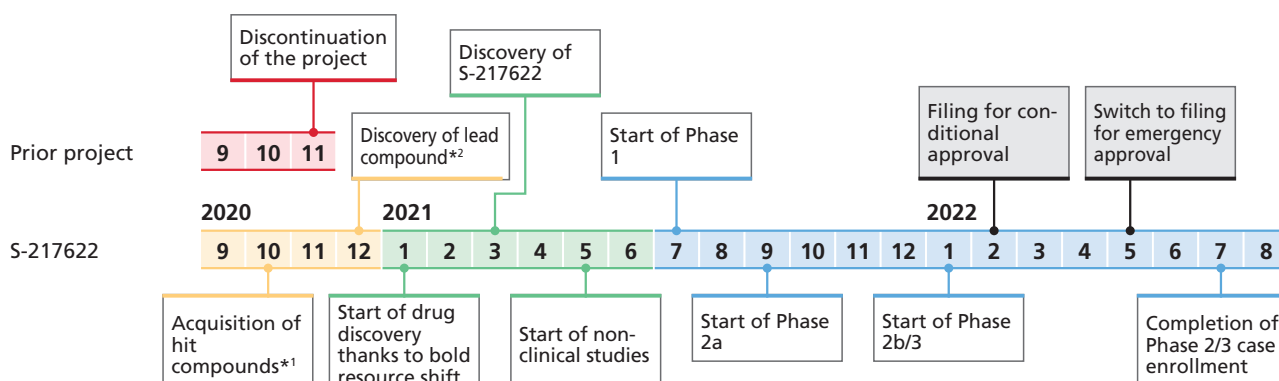 Discontinuation
of the project
Discovery of
S-217622
Discovery of lead
compound*2
Start of Phase
1
Filing for con-
ditional
approval
Switch to filing
for emergency
approval
Prior project
9 10 11
2020 2021 2022
S-217622
9 10 11 12 1 2 3 4 5 6 7 8 9 10 11 12 1 2 3 4 5 6 7 8
Acquisition of
hit
compounds*1
Start of drug
discovery
thanks to bold
resource shift
Start of non-
clinical studies
Start of Phase
2a
Start of Phase
2b/3
Completion of
Phase 2/3 case
enrollment